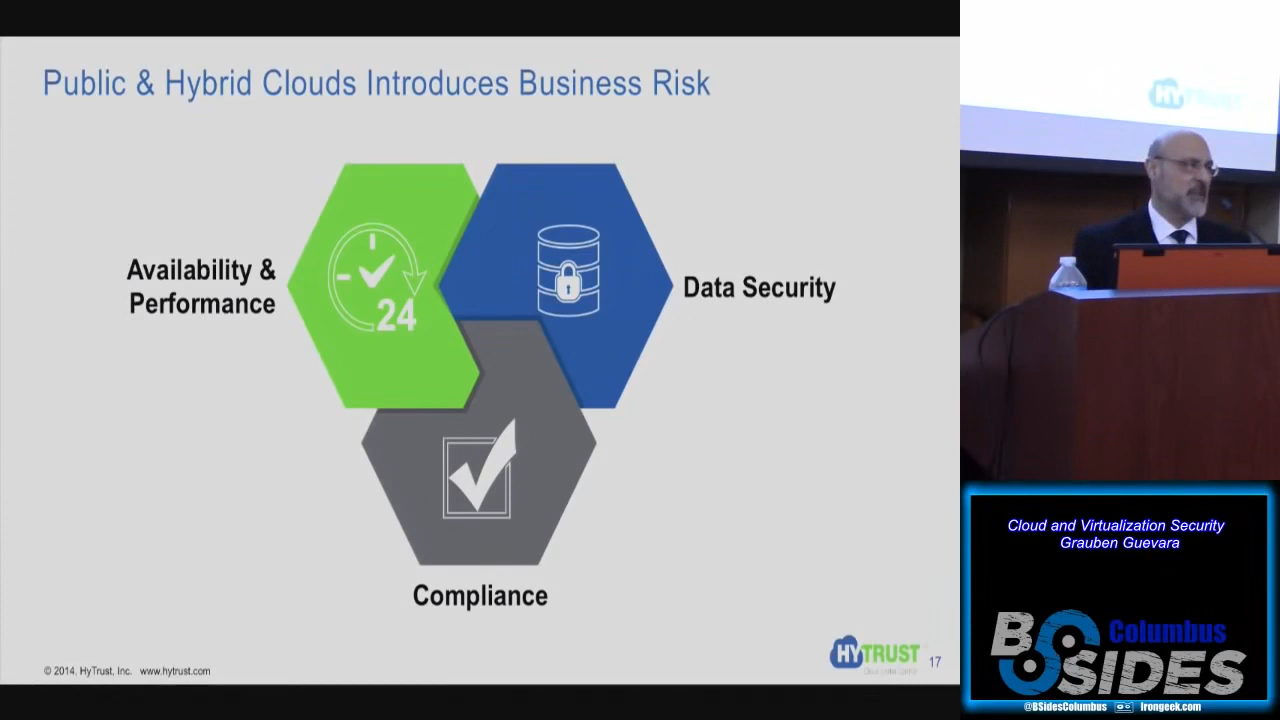 Public & Hybrid Clouds Introduces Business Risk
Availability &
Performance
24
Data Security
Compliance
© 2014, HyTrust, Inc. www.hytrust.com
HYTRUST
17
HYTRUST
Cloud and Virtualization Security
Grauben Guevara
BSIDES
Columbus
@BSidesColumbus
Irongeek.com